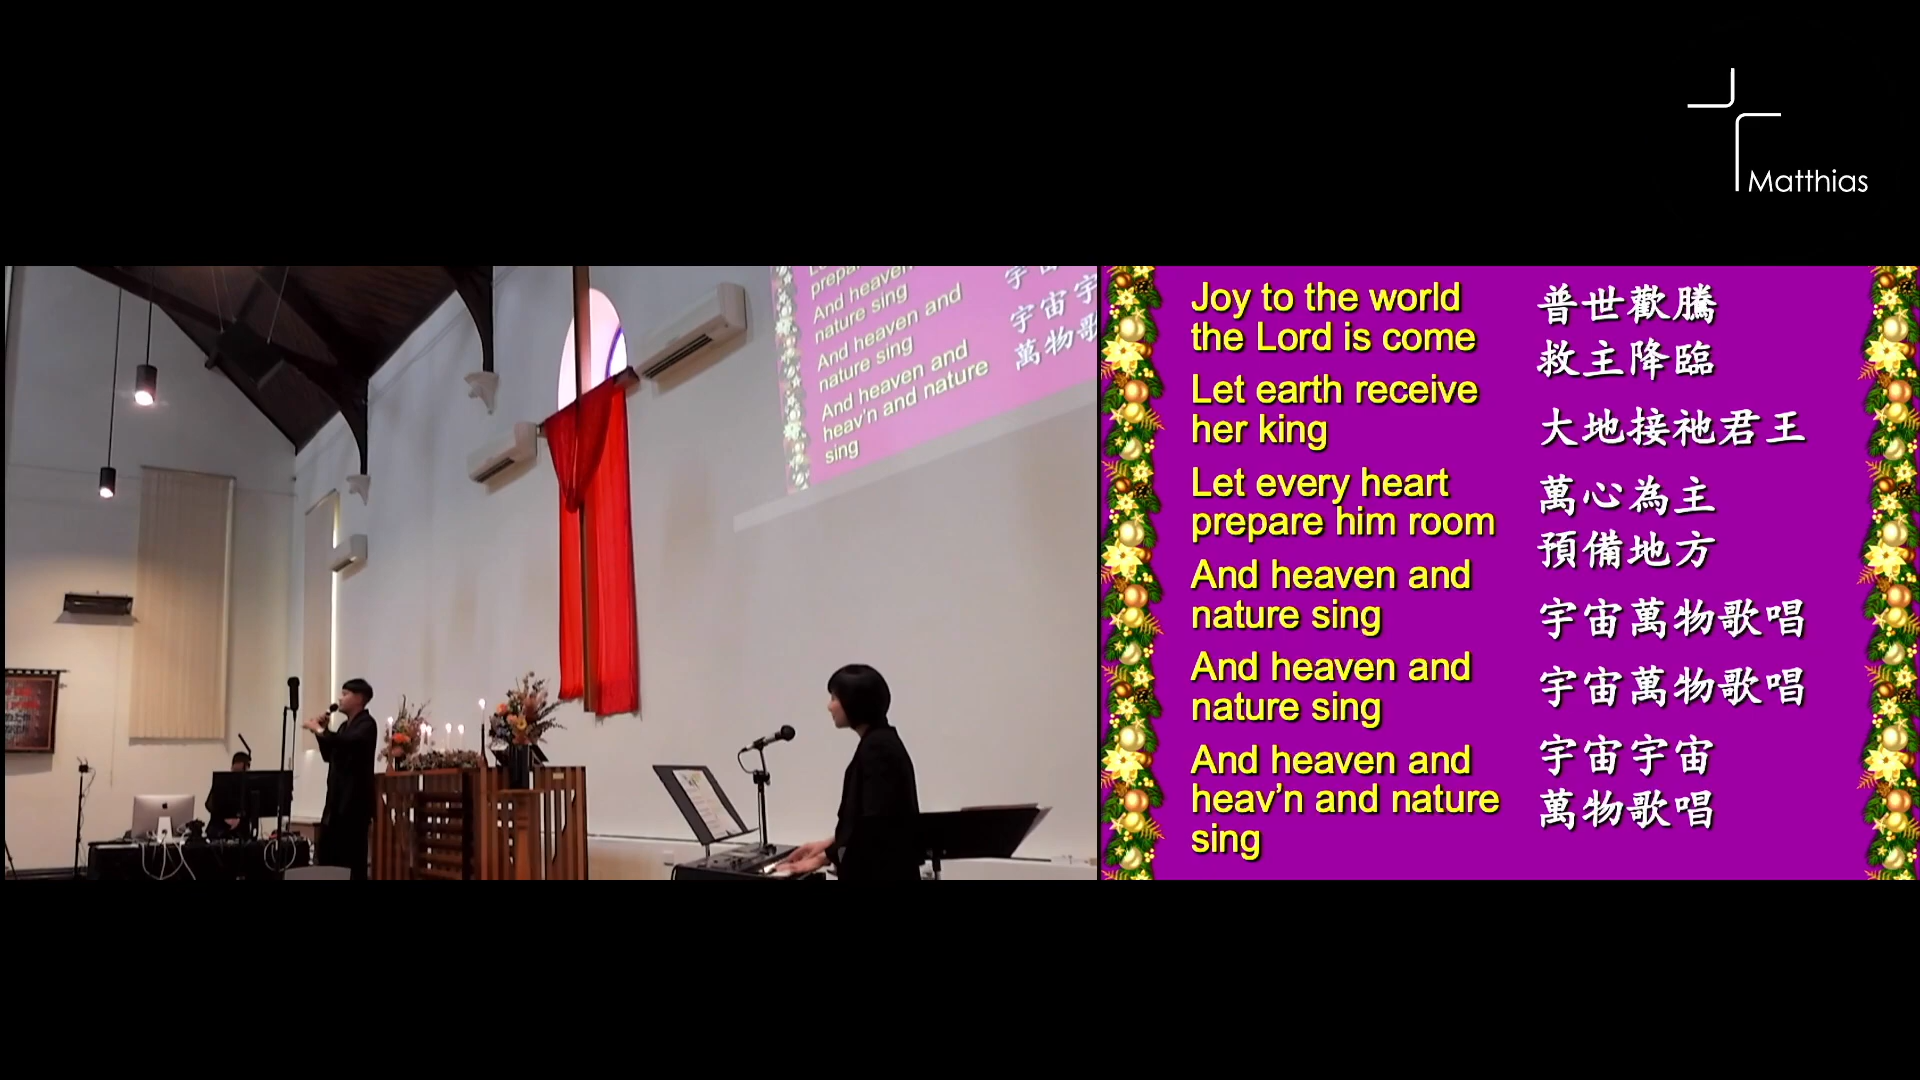 Matthias
prepar
And heaven
nature sing
And heaven and
nature sing
And heaven and
heav'n and nature
sing
宇宙
宇宙宇
萬物歌
Joy to the world
the Lord is come
Let earth receive
her king
Let every heart
prepare him room
And heaven and
nature sing
And heaven and
nature sing
And heaven and
heav’n and nature
sing
普世歡騰
救主降臨
大地接祂君王
萬心為主
預備地方
宇宙萬物歌唱
宇宙萬物歌唱
宇宙宇宙
萬物歌唱